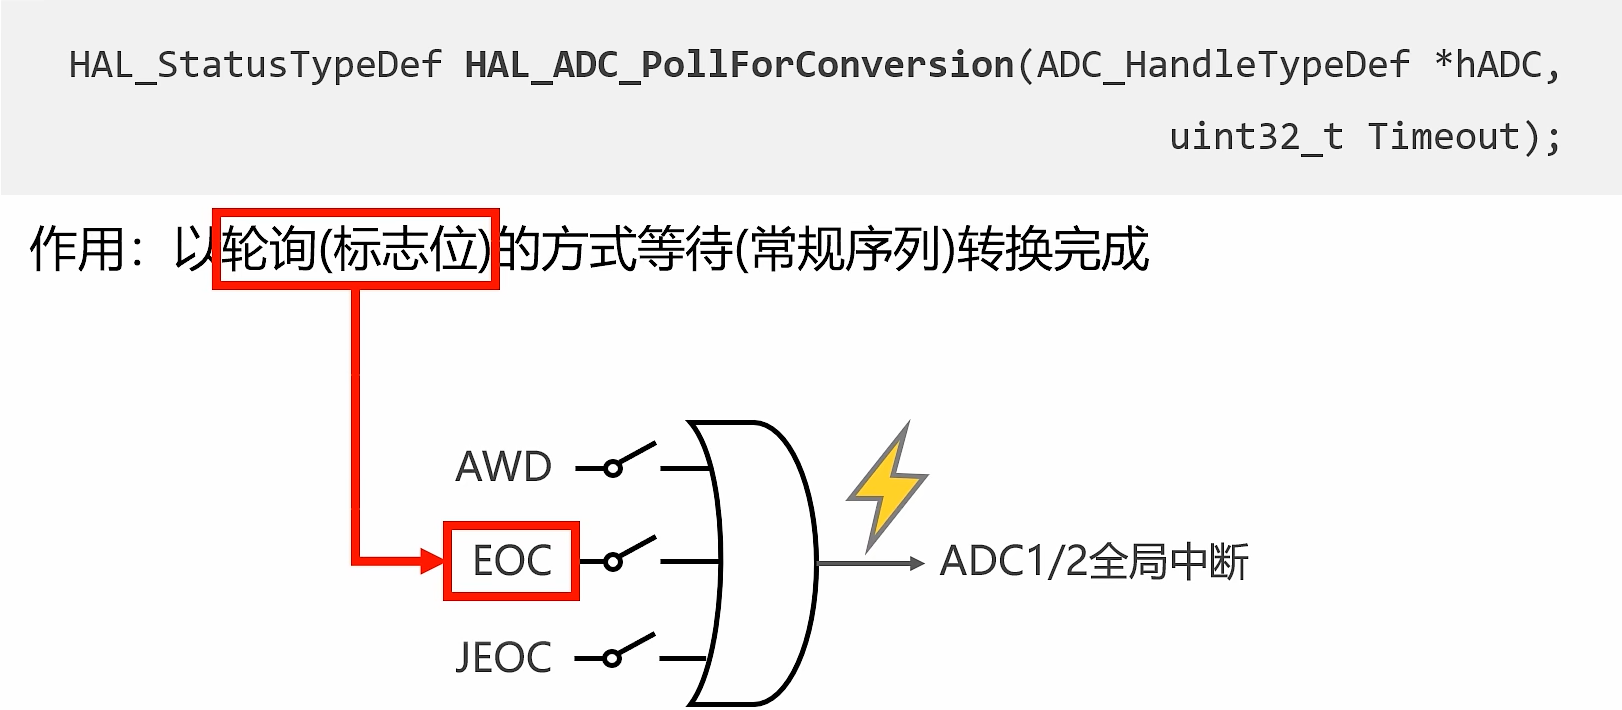 HAL_StatusTypeDef HAL_ADC_PollForConversion(ADC_HandleTypeDef *hADC,
uint32_t Timeout);
作用：以轮询(标志位)的方式等待(常规序列)转换完成
AWD
EOC
ADC1/2全局中断
JEOC